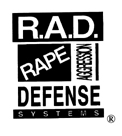 R.A.D.
RAPE
AGGRESSION
DEFENSE
SYSTEMS ®